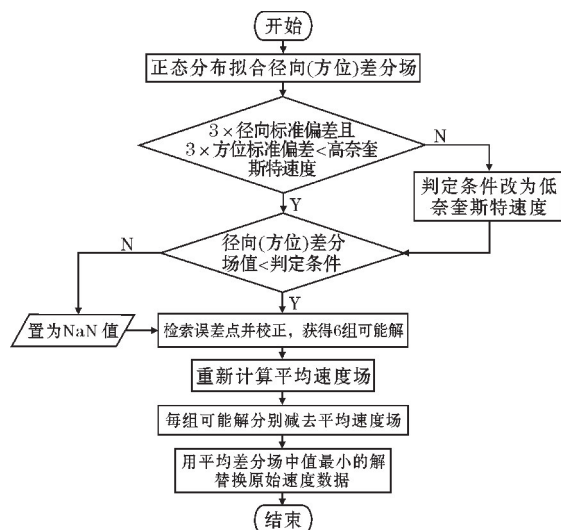 开始
正态分布拟合径向(方位)差分场
3×径向标准偏差且
3×方位标准偏差<高奈奎
斯特速度
N
判定条件改为低
奈奎斯特速度
Y
N
径向(方位)差分
场值<判定条件
Y
置为NaN值
检索误差点并校正，获得6组可能解
重新计算平均速度场
每组可能解分别减去平均速度场
用平均差分场中值最小的解
替换原始速度数据
结束